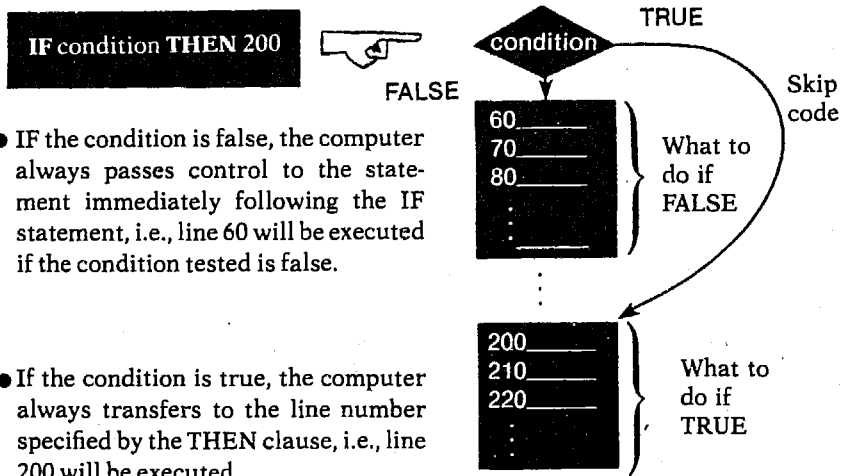 IF condition THEN 200
condition
TRUE
FALSE
Skip
code
60
70
80
What to
do if
FALSE
● IF the condition is false, the computer
always passes control to the state-
ment immediately following the IF
statement, i.e., line 60 will be executed
if the condition tested is false.
200
210
220
What to
do if
TRUE
● If the condition is true, the computer
always transfers to the line number
specified by the THEN clause, i.e., line
200 will be executed